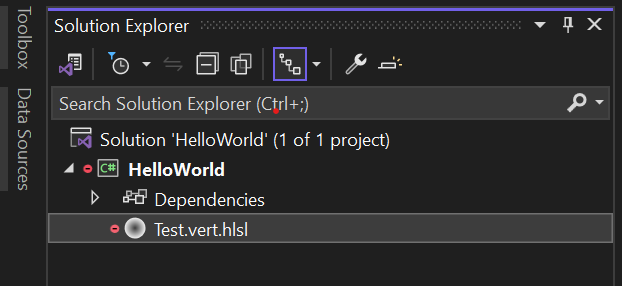 Toolbox
Data Sources
Solution Explorer
Search Solution Explorer (Ctrl+;)
Solution 'HelloWorld' (1 of 1 project)
C# HelloWorld
Dependencies
Test.vert.hlsl